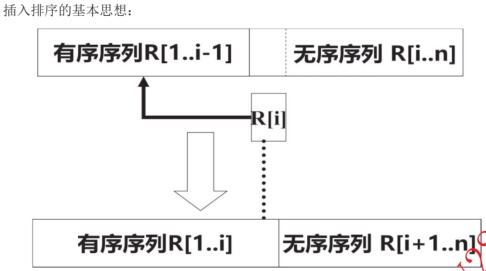 插入排序的基本思想：
有序序列R[1..i-1]
无序序列 R[i..n]
R[i]
有序序列R[1..i]
无序序列 R[i+1..n]